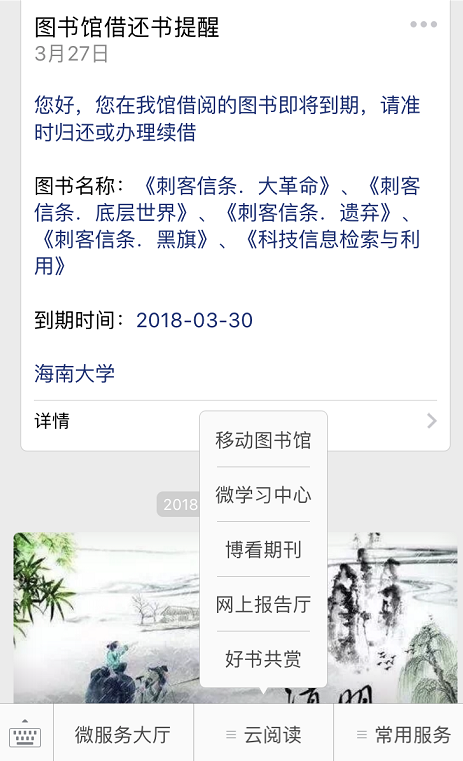 图书馆借还书提醒
3月27日
您好，您在我馆借阅的图书即将到期，请准
时归还或办理续借
图书名称：《刺客信条．大革命》、《刺客
信条．底层世界》、《刺客信条．遗弃》、
《刺客信条．黑旗》、《科技信息检索与利
用》
到期时间：2018-03-30
海南大学
详情
移动图书馆
微学习中心
2018
博看期刊
网上报告厅
好书共赏
微服务大厅
云阅读
常用服务